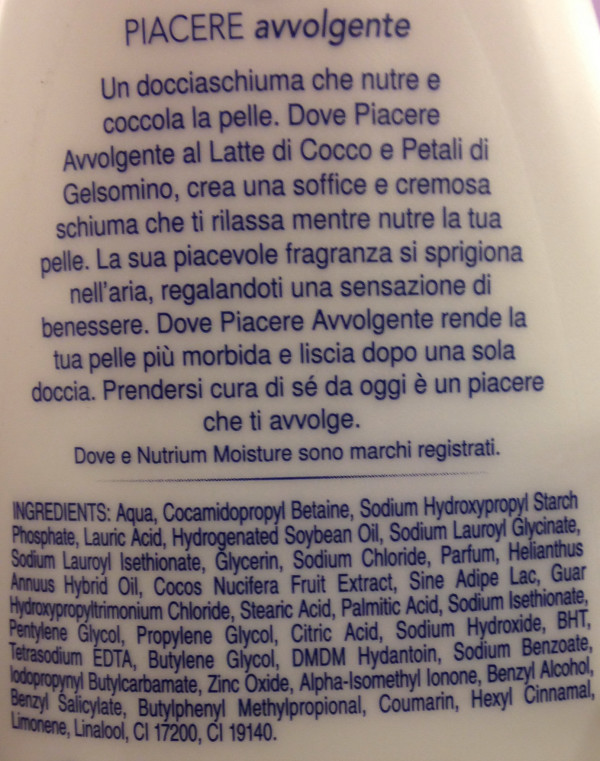 PIACERE avvolgente
Un docciaschiuma che nutre e
coccola la pelle. Dove Piacere
Avvolgente al Latte di Cocco e Petali di
Gelsomino, crea una soffice e cremosa
schiuma che ti rilassa mentre nutre la tua
pelle. La sua piacevole fragranza si sprigiona
nell'aria, regalandoti una sensazione di
benessere. Dove Piacere Avvolgente rende la
tua pelle più morbida e liscia dopo una sola
doccia. Prendersi cura di sé da oggi è un piacere
che ti avvolge.
Dove e Nutrium Moisture sono marchi registrati.
INGREDIENTS: Aqua, Cocamidopropyl Betaine, Sodium Hydroxypropyl Starch
Phosphate, Lauric Acid, Hydrogenated Soybean Oil, Sodium Lauroyl Glycinate,
Sodium Lauroyl Isethionate, Glycerin, Sodium Chloride, Parfum, Helianthus
Annuus Hybrid Oil, Cocos Nucifera Fruit Extract, Sine Adipe Lac, Guar
Hydroxypropyltrimonium Chloride, Stearic Acid, Palmitic Acid, Sodium Isethionate,
Pentylene Glycol, Propylene Glycol, Citric Acid, Sodium Hydroxide, BHT,
Tetrasodium EDTA, Butylene Glycol, DMDM Hydantoin, Sodium Benzoate,
Iodopropynyl Butylcarbamate, Zinc Oxide, Alpha-Isomethyl Ionone, Benzyl Alcohol,
Benzyl Salicylate, Butylphenyl Methylpropional, Coumarin, Hexyl Cinnamal,
Limonene, Linalool, CI 17200, CI 19140.